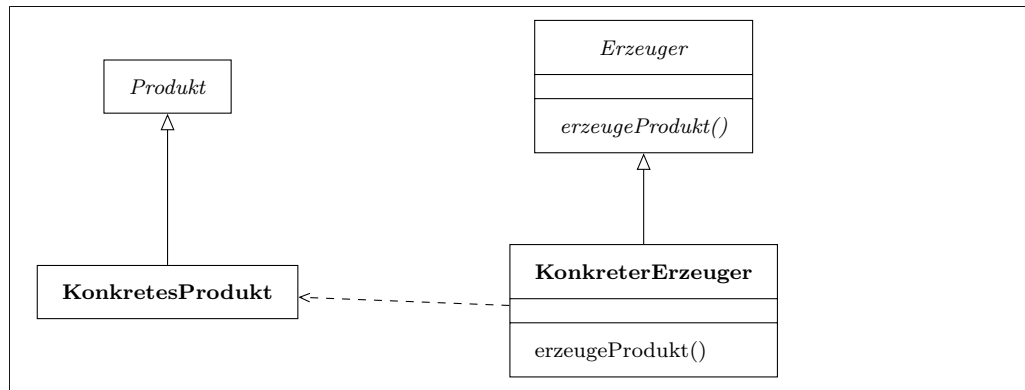 Erzeuger
Produkt
erzeugeProdukt()
KonkreterErzeuger
KonkretesProdukt
erzeugeProdukt()